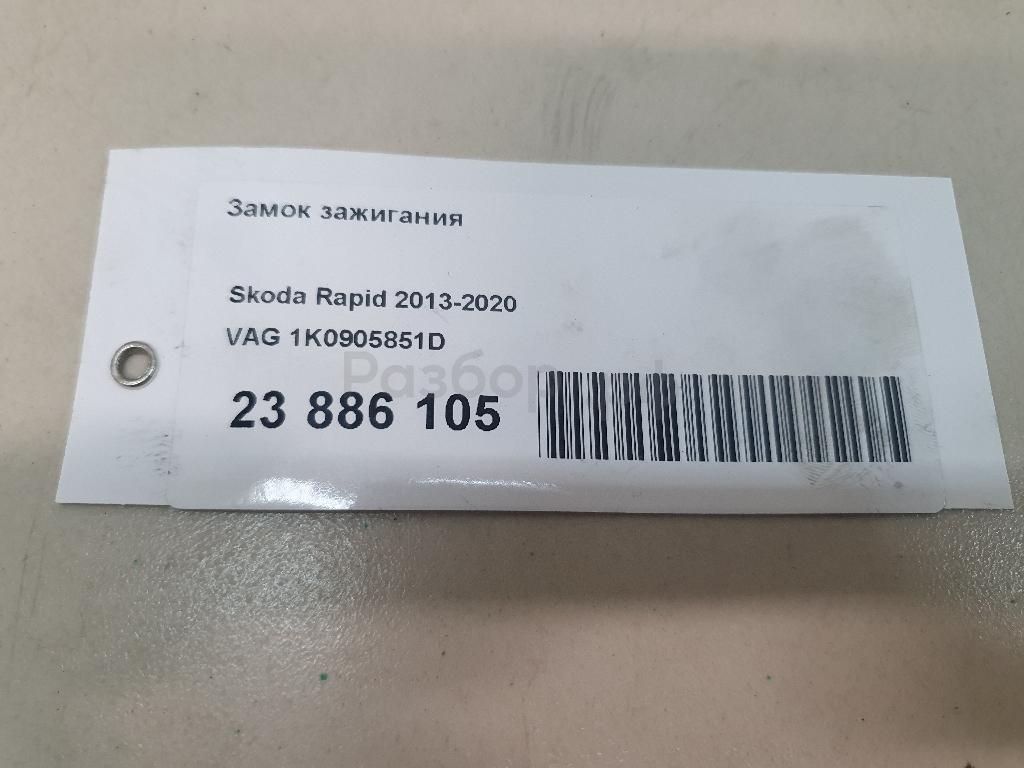 Замок зажигания
Skoda Rapid 2013-2020
VAG 1K0905851D
23 886 105